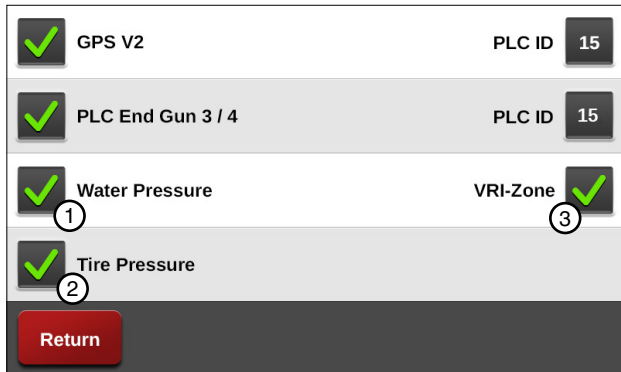 GPS V2 PLC ID 15
PLC End Gun 3 / 4 PLC ID 15
Water Pressure VRI-Zone
1 3
Tire Pressure
2
Return